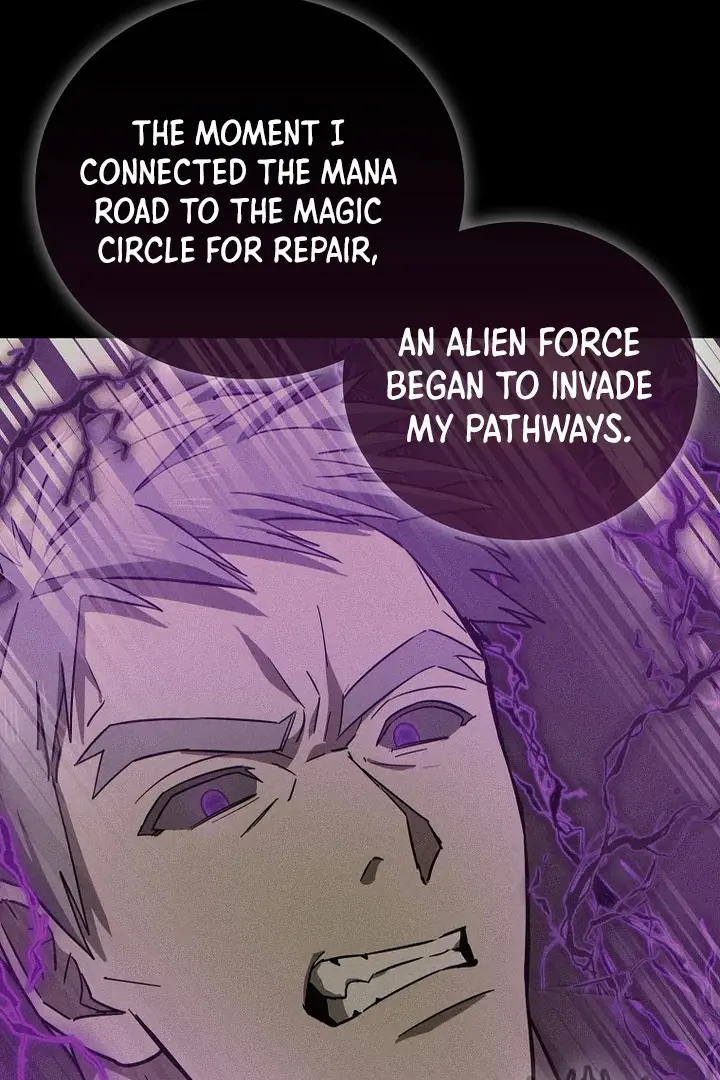 THE MOMENT I
CONNECTED THE MANA
ROAD TO THE MAGIC
CIRCLE FOR REPAIR,
AN ALIEN FORCE
BEGAN TO INVADE
MY PATHWAYS.